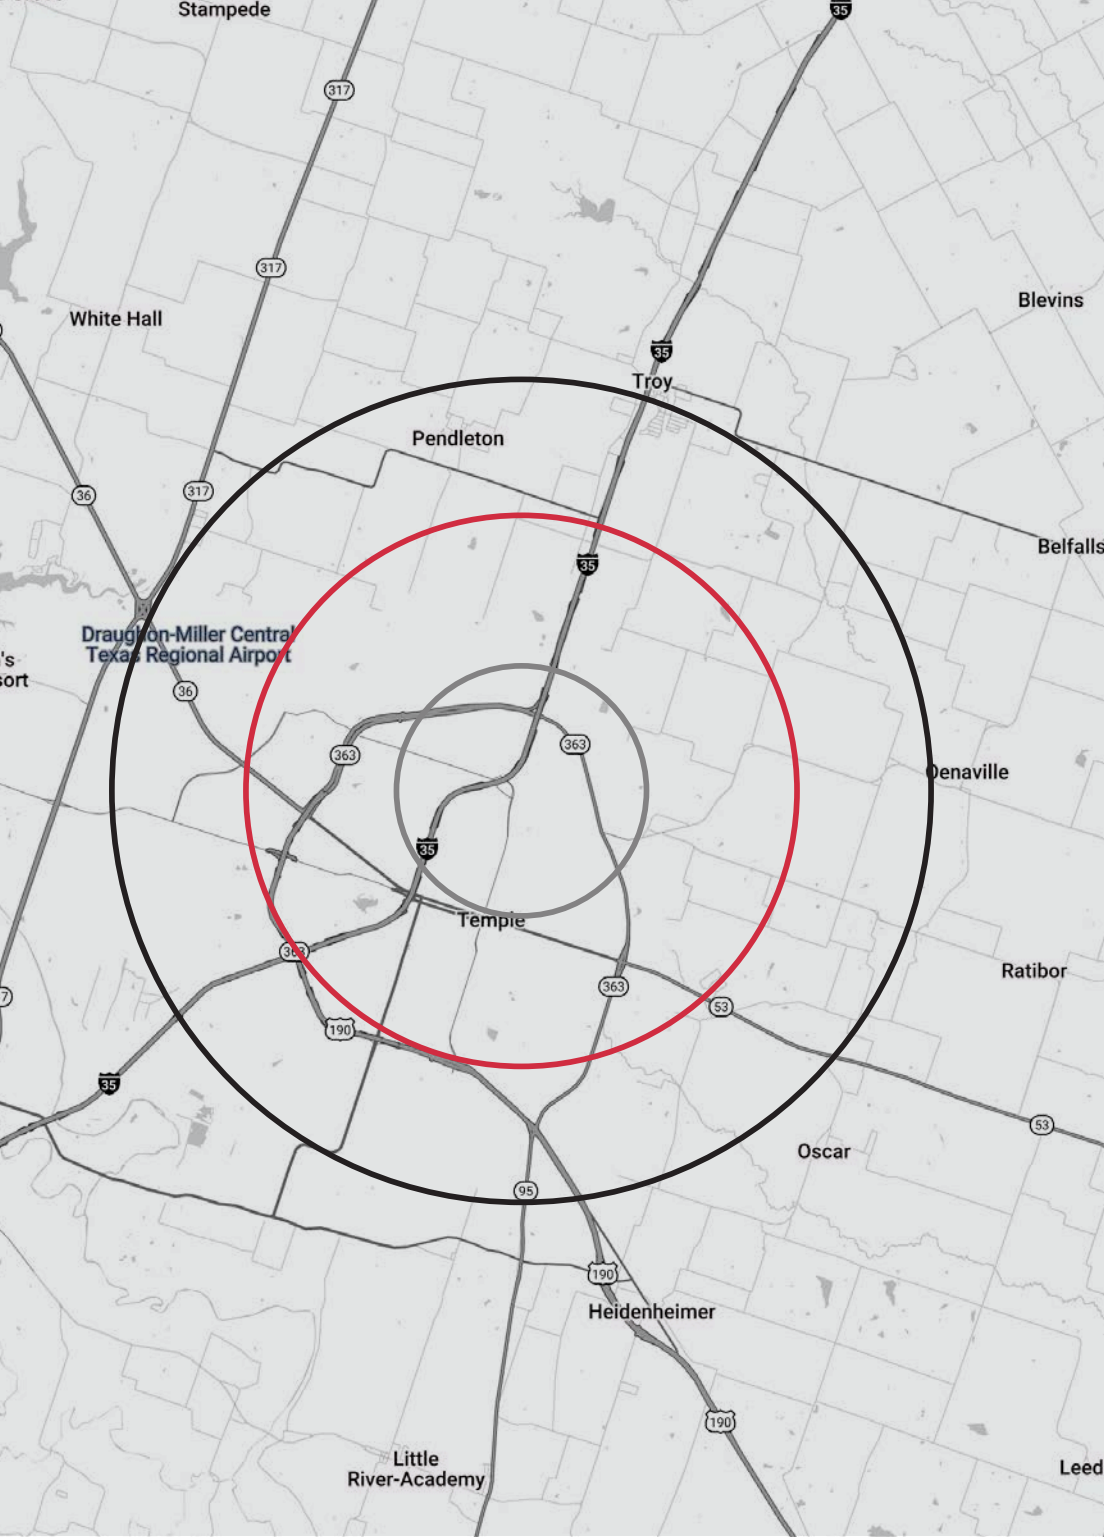 Stampede
35
317
317
White Hall
Blevins
35
Troy
Pendleton
317
36
Belfalls
35
Draughon-Miller Central
Texas Regional Airport
's
sort
36
363
363
Oenaville
35
Temple
363
Ratibor
7
363
53
190
35
53
Oscar
95
190
Heidenheimer
190
Little
River-Academy
Leed